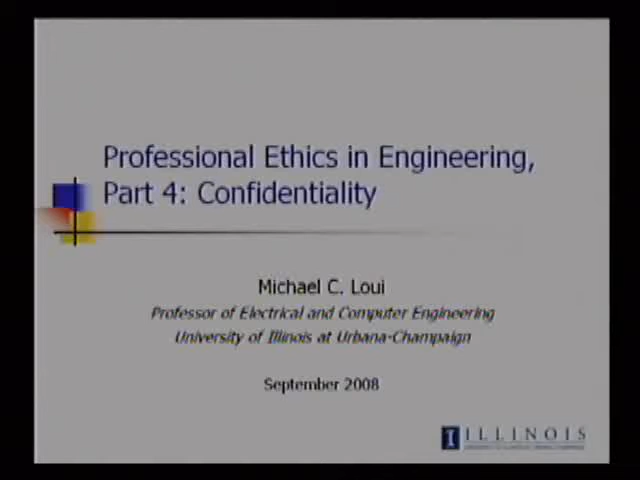 Professional Ethics in Engineering,
Part 4: Confidentiality
Michael C. Loui
Professor of Electrical and Computer Engineering
University of Illinois at Urbana-Champaign
September 2008
I ILLINOIS